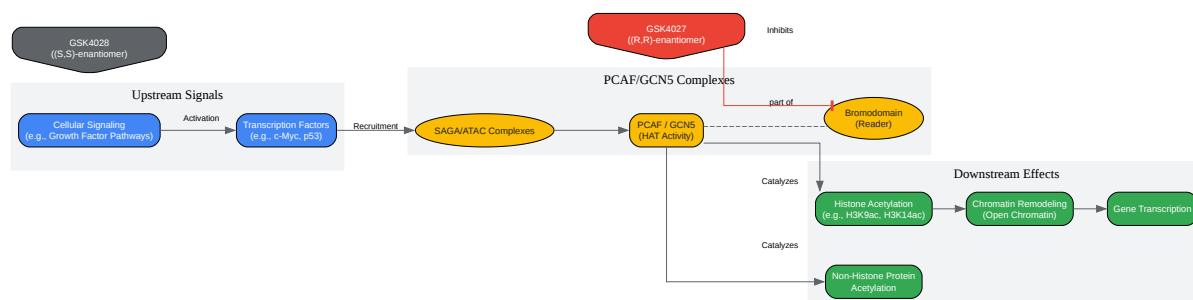 GSK4028
((S,S)-enantiomer)
GSK4027
((R,R)-enantiomer)
Inhibits
Upstream Signals
PCAF/GCN5 Complexes
Cellular Signaling
(e.g., Growth Factor Pathways)
Activation
Transcription Factors
(e.g., c-Myc, p53)
Recruitment
SAGA/ATAC Complexes
PCAF / GCN5
(HAT Activity)
part of
Bromodomain
(Reader)
Downstream Effects
Catalyzes
Histone Acetylation
(e.g., H3K9ac, H3K14ac)
Chromatin Remodeling
(Open Chromatin)
Gene Transcription
Catalyzes
Non-Histone Protein
Acetylation